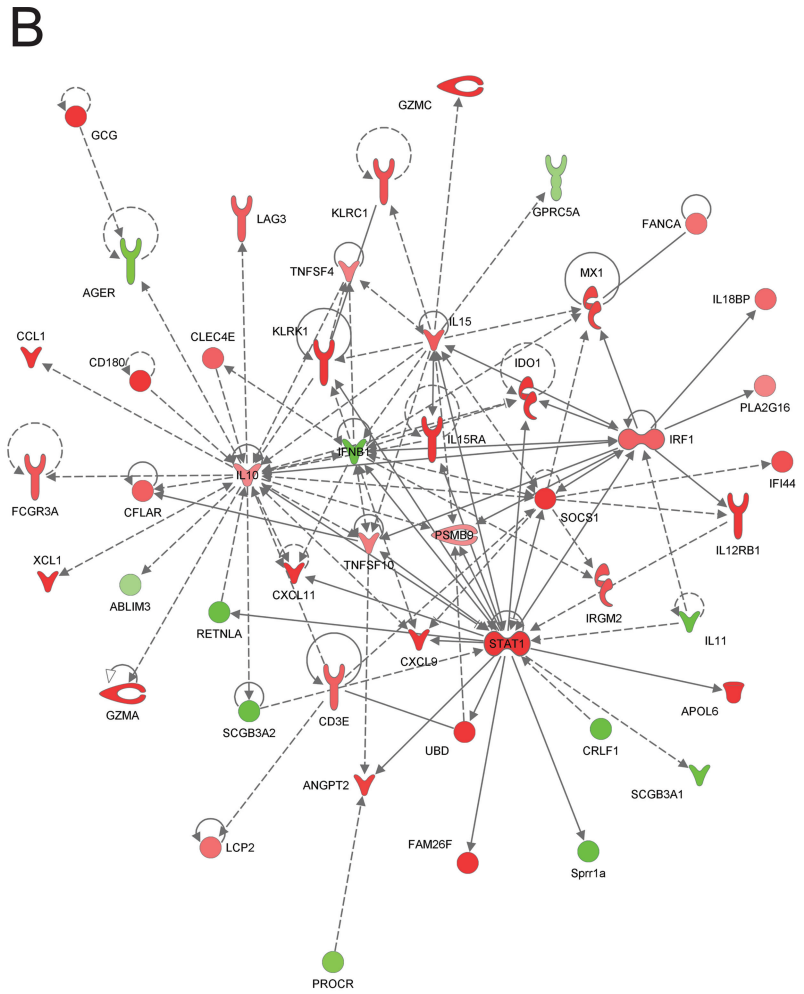 B
GZMC
GCG
KLRC1
GPRC5A
LAG3
FANCA
TNFSF4
MX1
AGER
IL18BP
IL15
CCL1
CLEC4E
KLRK1
CD180
IDO1
PLA2G16
IL15RA
IRF1
IFNB1
IL10
IFI44
FCGR3A
CFLAR
SOCS1
PSMB9
IL12RB1
TNFSF10
XCL1
CXCL11
ABLIM3
IRGM2
RETNLA
IL11
STAT1
CXCL9
GZMA
SCGB3A2
CD3E
APOL6
UBD
CRLF1
ANGPT2
SCGB3A1
LCP2
FAM26F
Sprr1a
PROCR